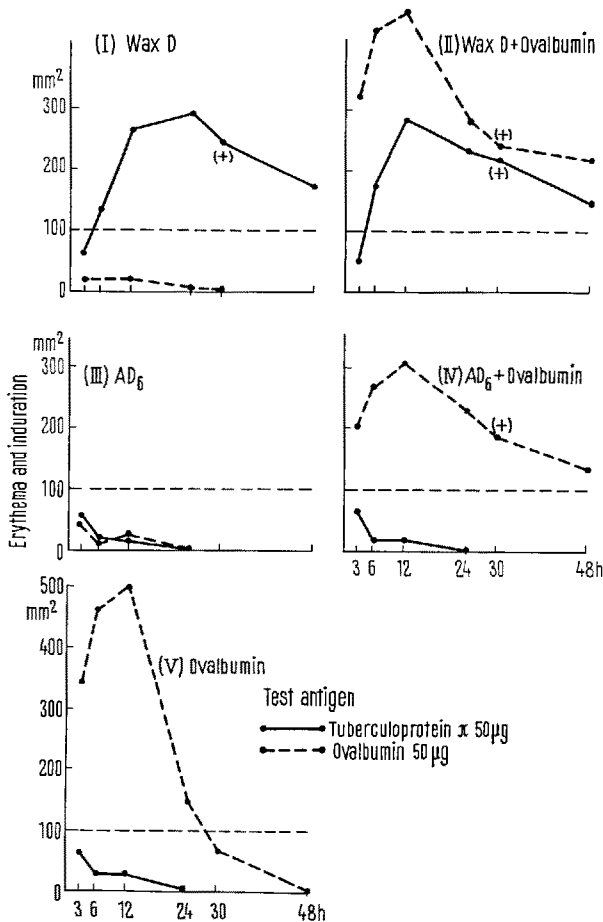 (I) Wax D
mm²
300
200
100
0
(+)
(II) Wax D+Ovalbumin
(+)
(+)
Erythema and induration
mm²
300
200
100
0
(III) AD₆
(IV) AD₆+Ovalbumin
(+)
3 6 12 24 30 48h
500
mm²
400
300
200
100
0
(V) Ovalbumin
3 6 12 24 30 48h
Test antigen
Tuberculoprotein π 50μg
Ovalbumin 50μg